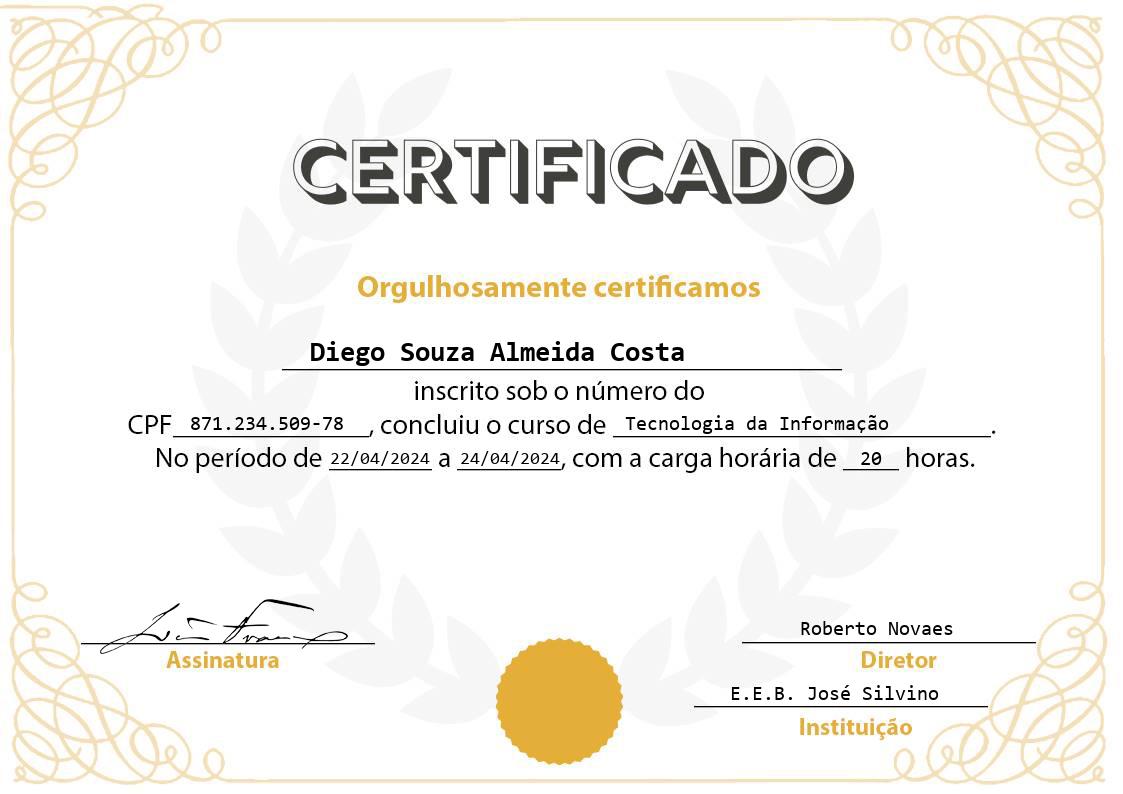 CERTIFICADO
Orgulhosamente certificamos
Diego Souza Almeida Costa
inscrito sob o número do
CPF 871.234.509-78, concluiu o curso de Tecnologia da Informação.
No período de 22/04/2024 a 24/04/2024, com a carga horária de 20 horas.
Assinatura
Roberto Novaes
Diretor
E.E.B. José Silvino
Instituição